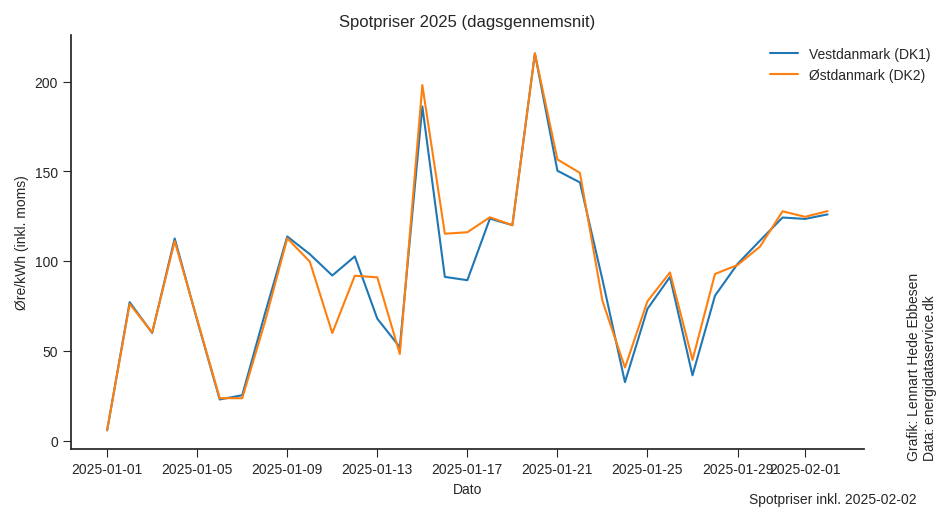 Spotpriser 2025 (dagsgennemsnit)
Vestdanmark (DK1)
Østdanmark (DK2)
Øre/kWh (inkl. moms)
200
150
100
50
0
2025-01-01 2025-01-05 2025-01-09 2025-01-13 2025-01-17 2025-01-21 2025-01-25 2025-01-29 2025-02-01
Dato
Grafik: Lennart Hede Ebbesen
Data: energidataservice.dk
Spotpriser inkl. 2025-02-02